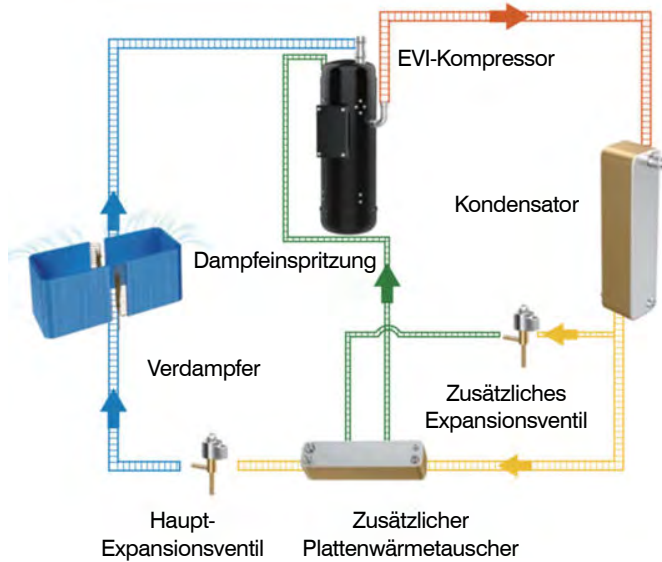 EVI-Kompressor
Kondensator
Dampfeinspritzung
Verdampfer
Zusätzliches
Expansionsventil
Haupt-
Expansionsventil
Zusätzlicher
Plattenwärmetauscher